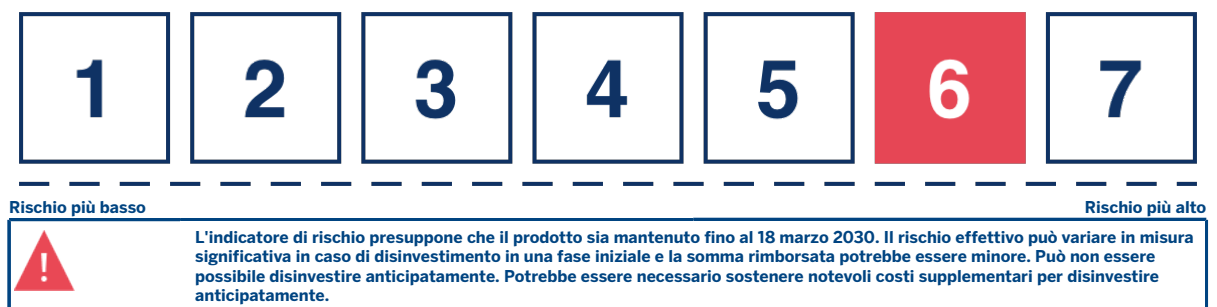 1 2 3 4 5 6 7
Rischio più basso Rischio più alto
L'indicatore di rischio presuppone che il prodotto sia mantenuto fino al 18 marzo 2030. Il rischio effettivo può variare in misura
significativa in caso di disinvestimento in una fase iniziale e la somma rimborsata potrebbe essere minore. Può non essere
possibile disinvestire anticipatamente. Potrebbe essere necessario sostenere notevoli costi supplementari per disinvestire
anticipatamente.
!